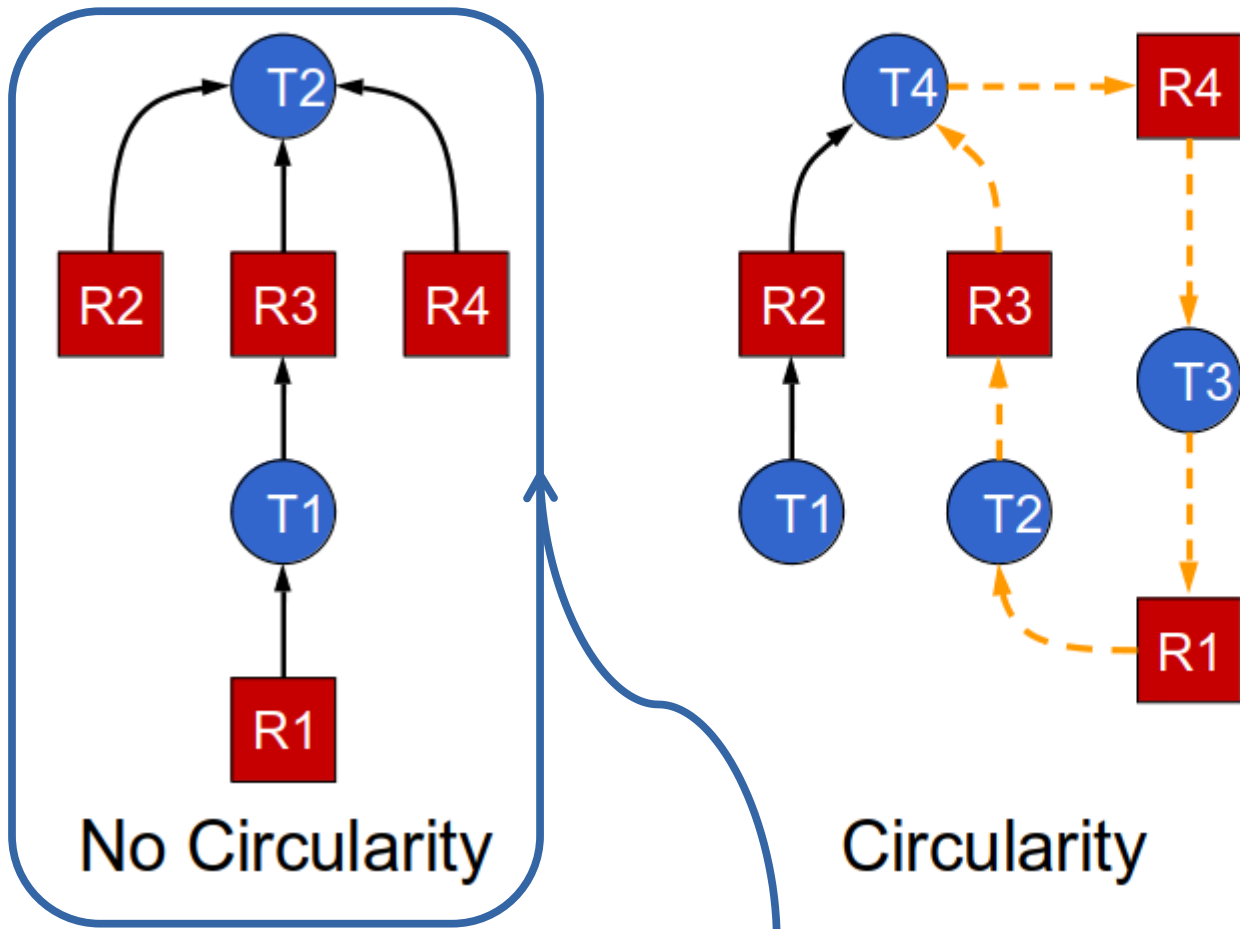 T2
R2
R3
R4
T1
R1
No Circularity
T4
R4
R2
R3
T3
T1
T2
R1
Circularity